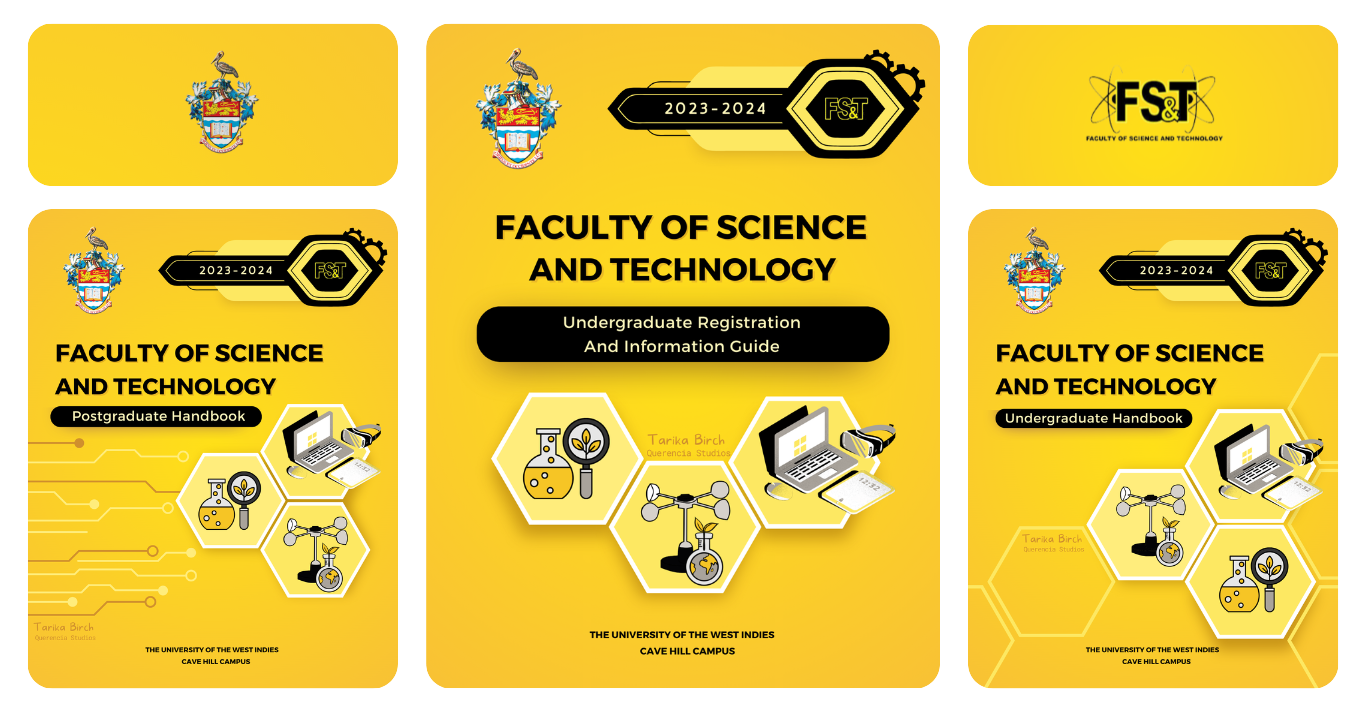 FS&T
FACULTY OF SCIENCE AND TECHNOLOGY
2023-2024
FS&T
FACULTY OF SCIENCE
AND TECHNOLOGY
Undergraduate Registration
And Information Guide
Tarika Birch
Querencia Studios
12:32
THE UNIVERSITY OF THE WEST INDIES
CAVE HILL CAMPUS
2023-2024
FS&T
FACULTY OF SCIENCE
AND TECHNOLOGY
Postgraduate Handbook
12:32
Tarika Birch
Querencia Studios
THE UNIVERSITY OF THE WEST INDIES
CAVE HILL CAMPUS
2023-2024
FS&T
FACULTY OF SCIENCE
AND TECHNOLOGY
Undergraduate Handbook
12:32
Tarika Birch
Querencia Studios
THE UNIVERSITY OF THE WEST INDIES
CAVE HILL CAMPUS